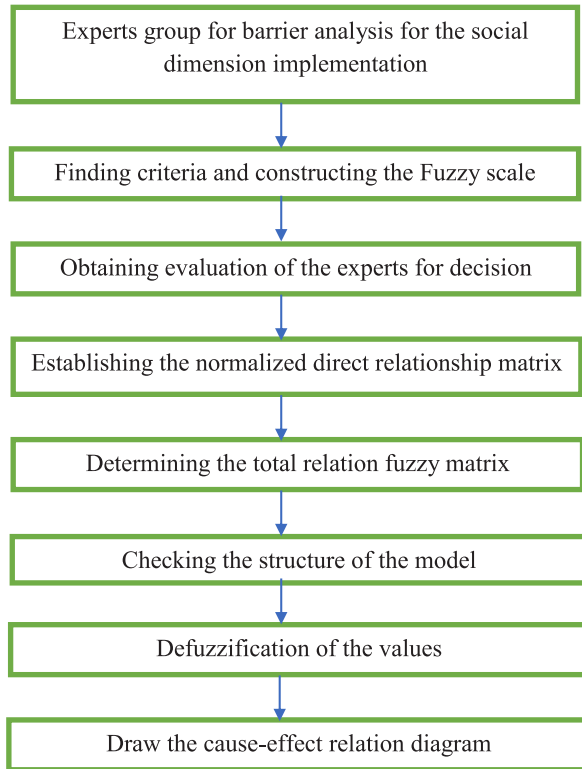 Experts group for barrier analysis for the social
dimension implementation
Finding criteria and constructing the Fuzzy scale
Obtaining evaluation of the experts for decision
Establishing the normalized direct relationship matrix
Determining the total relation fuzzy matrix
Checking the structure of the model
Defuzzification of the values
Draw the cause-effect relation diagram